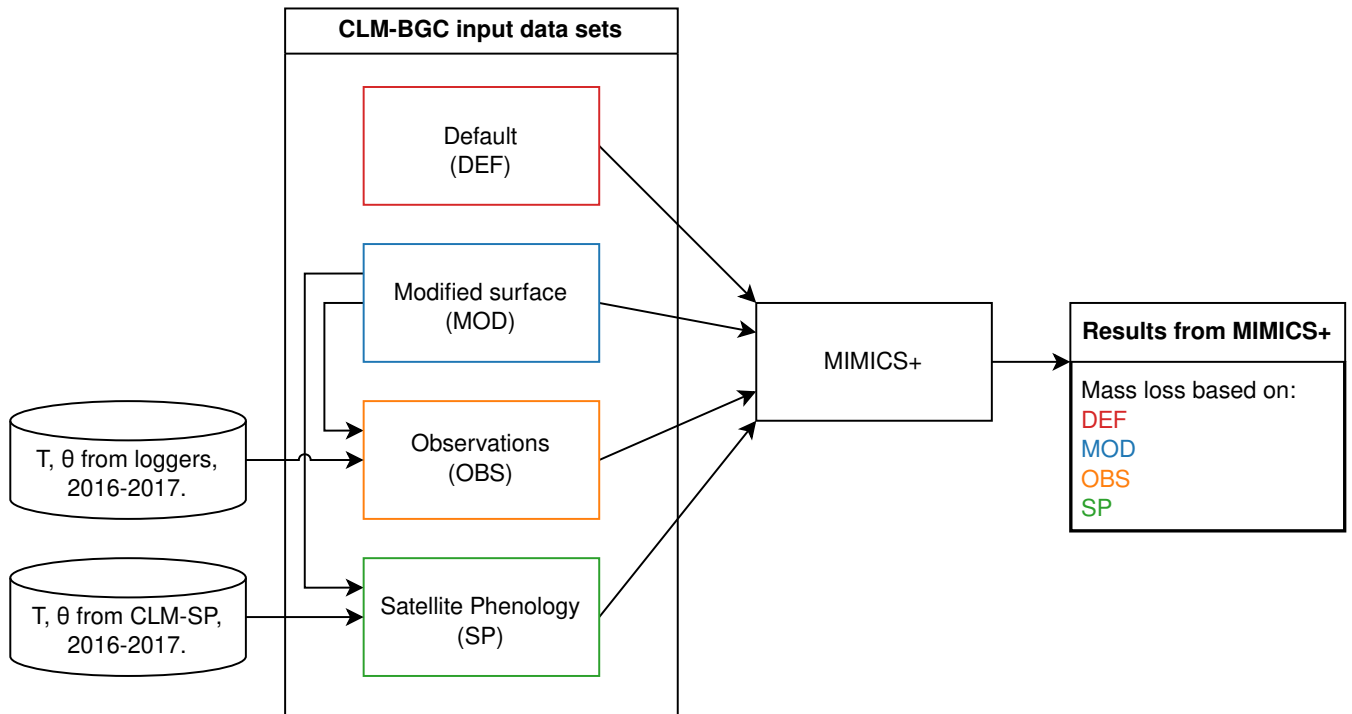 CLM-BGC input data sets
Default
(DEF)
Modified surface
(MOD)
T, θ from loggers,
2016-2017.
Observations
(OBS)
T, θ from CLM-SP,
2016-2017.
Satellite Phenology
(SP)
MIMICS+
Results from MIMICS+
Mass loss based on:
DEF
MOD
OBS
SP